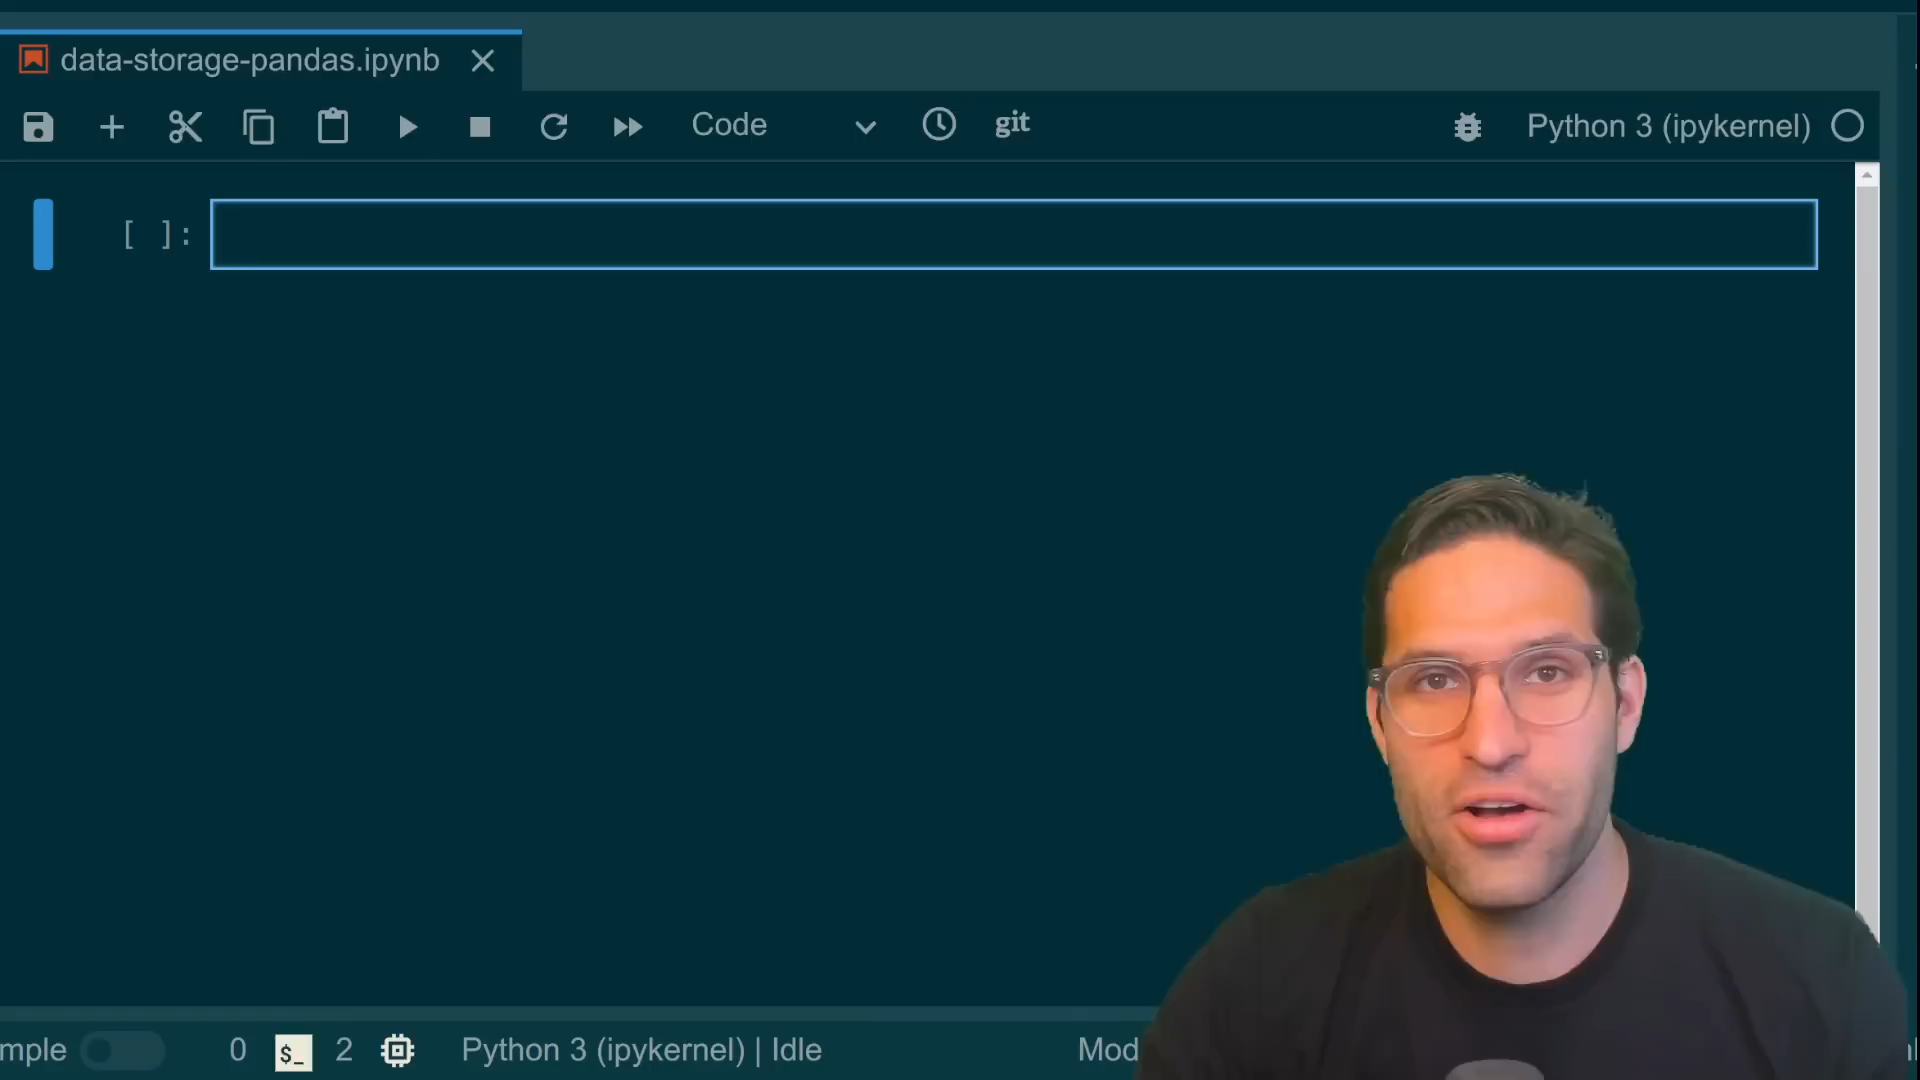 data-storage-pandas.ipynb
Code
git
Python 3 (ipykernel)
[ ]:
mple
0
$_
2
Python 3 (ipykernel) | Idle
Mod